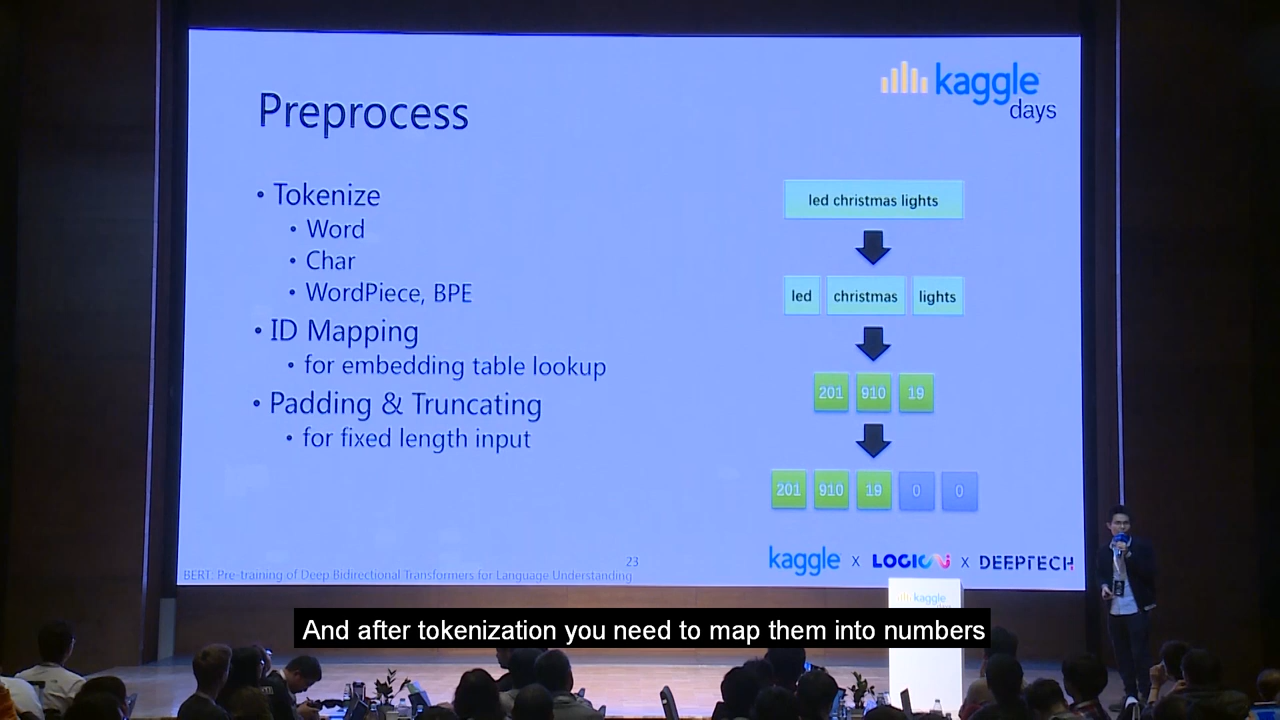 kaggle
days
Preprocess
• Tokenize
• Word
• Char
• WordPiece, BPE
• ID Mapping
• for embedding table lookup
• Padding & Truncating
• for fixed length input
led christmas lights
led christmas lights
201 910 19
201 910 19 0 0
23
BERT: Pre-training of Deep Bidirectional Transformers for Language Understanding
kaggle x LOGIC x DEEPTECH
kaggle
And after tokenization you need to map them into numbers